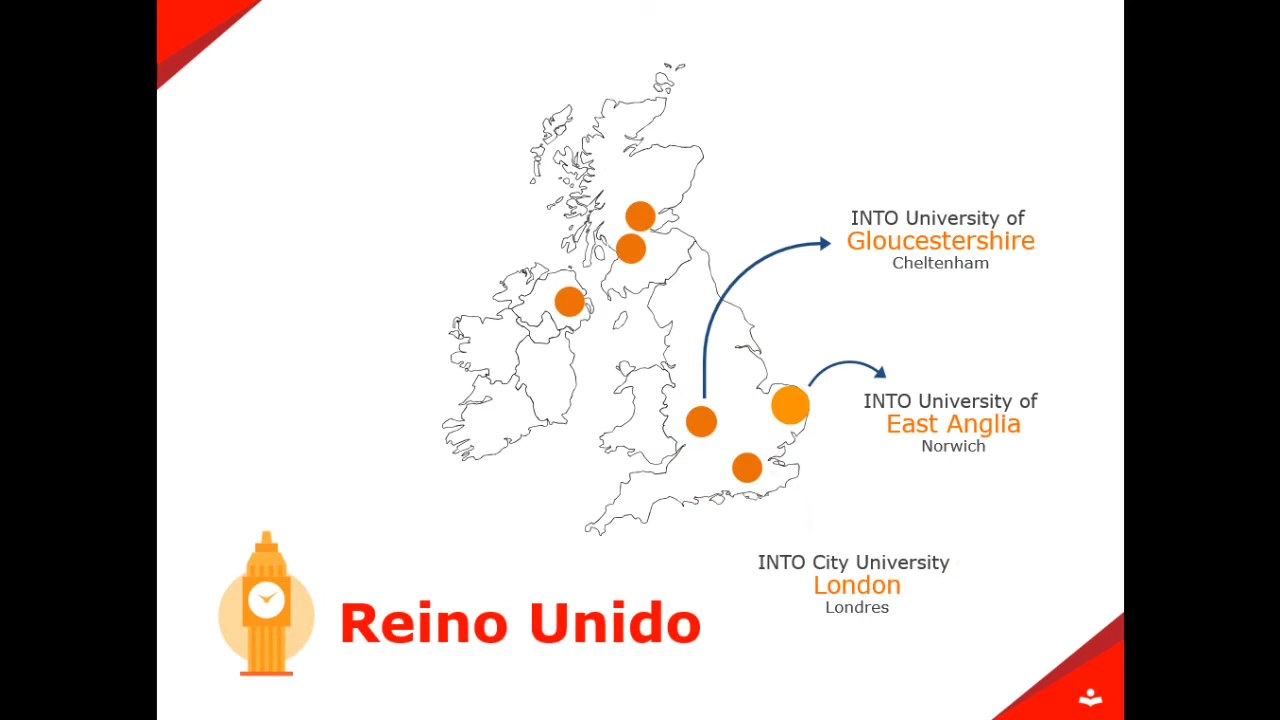 INTO University of
Gloucestershire
Cheltenham
INTO University of
East Anglia
Norwich
INTO City University
London
Londres
Reino Unido